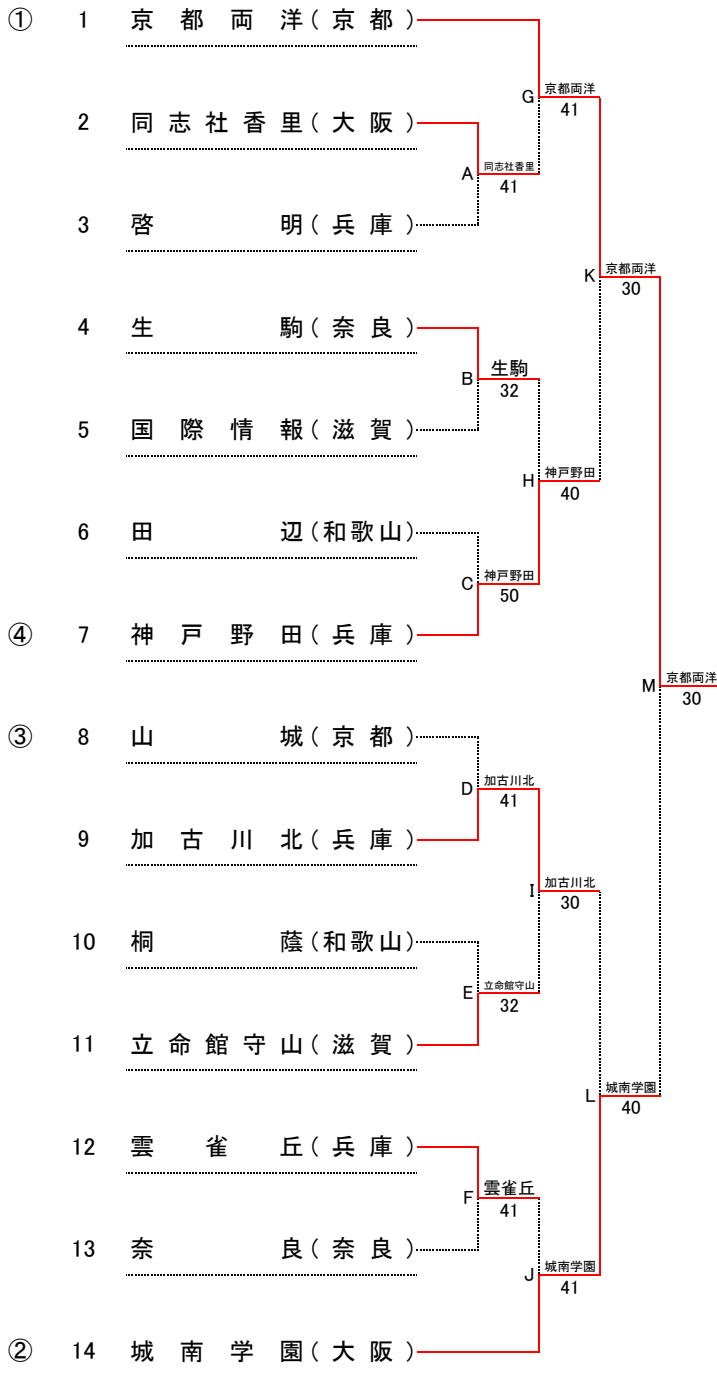 ① 1 京都両洋(京都)
G 京都両洋
41
2 同志社香里(大阪)
A 同志社香里
41
3 啓明(兵庫)
K 京都両洋
30
4 生駒(奈良)
B 生駒
32
5 国際情報(滋賀)
H 神戸野田
40
6 田辺(和歌山)
C 神戸野田
50
④ 7 神戸野田(兵庫)
M 京都両洋
30
③ 8 山城(京都)
D 加古川北
41
9 加古川北(兵庫)
I 加古川北
30
10 桐蔭(和歌山)
E 立命館守山
32
11 立命館守山(滋賀)
L 城南学園
40
12 雲雀丘(兵庫)
F 雲雀丘
41
13 奈良(奈良)
J 城南学園
41
② 14 城南学園(大阪)